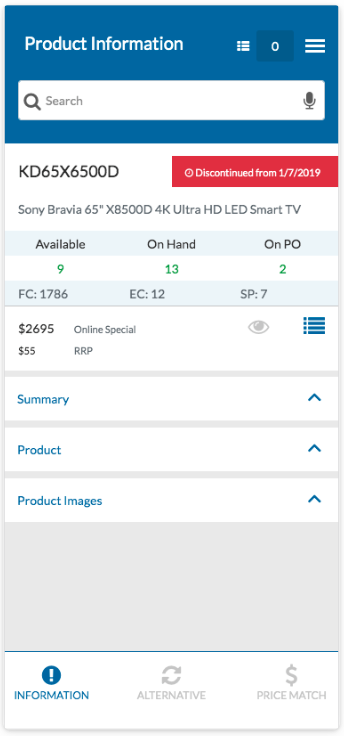 Product Information 0
Search
KD65X6500D Discontinued from 1/7/2019
Sony Bravia 65" X8500D 4K Ultra HD LED Smart TV
Available On Hand On PO
9 13 2
FC: 1786 EC: 12 SP: 7
$2695 Online Special
$55 RRP
Summary
Product
Product Images
INFORMATION ALTERNATIVE PRICE MATCH